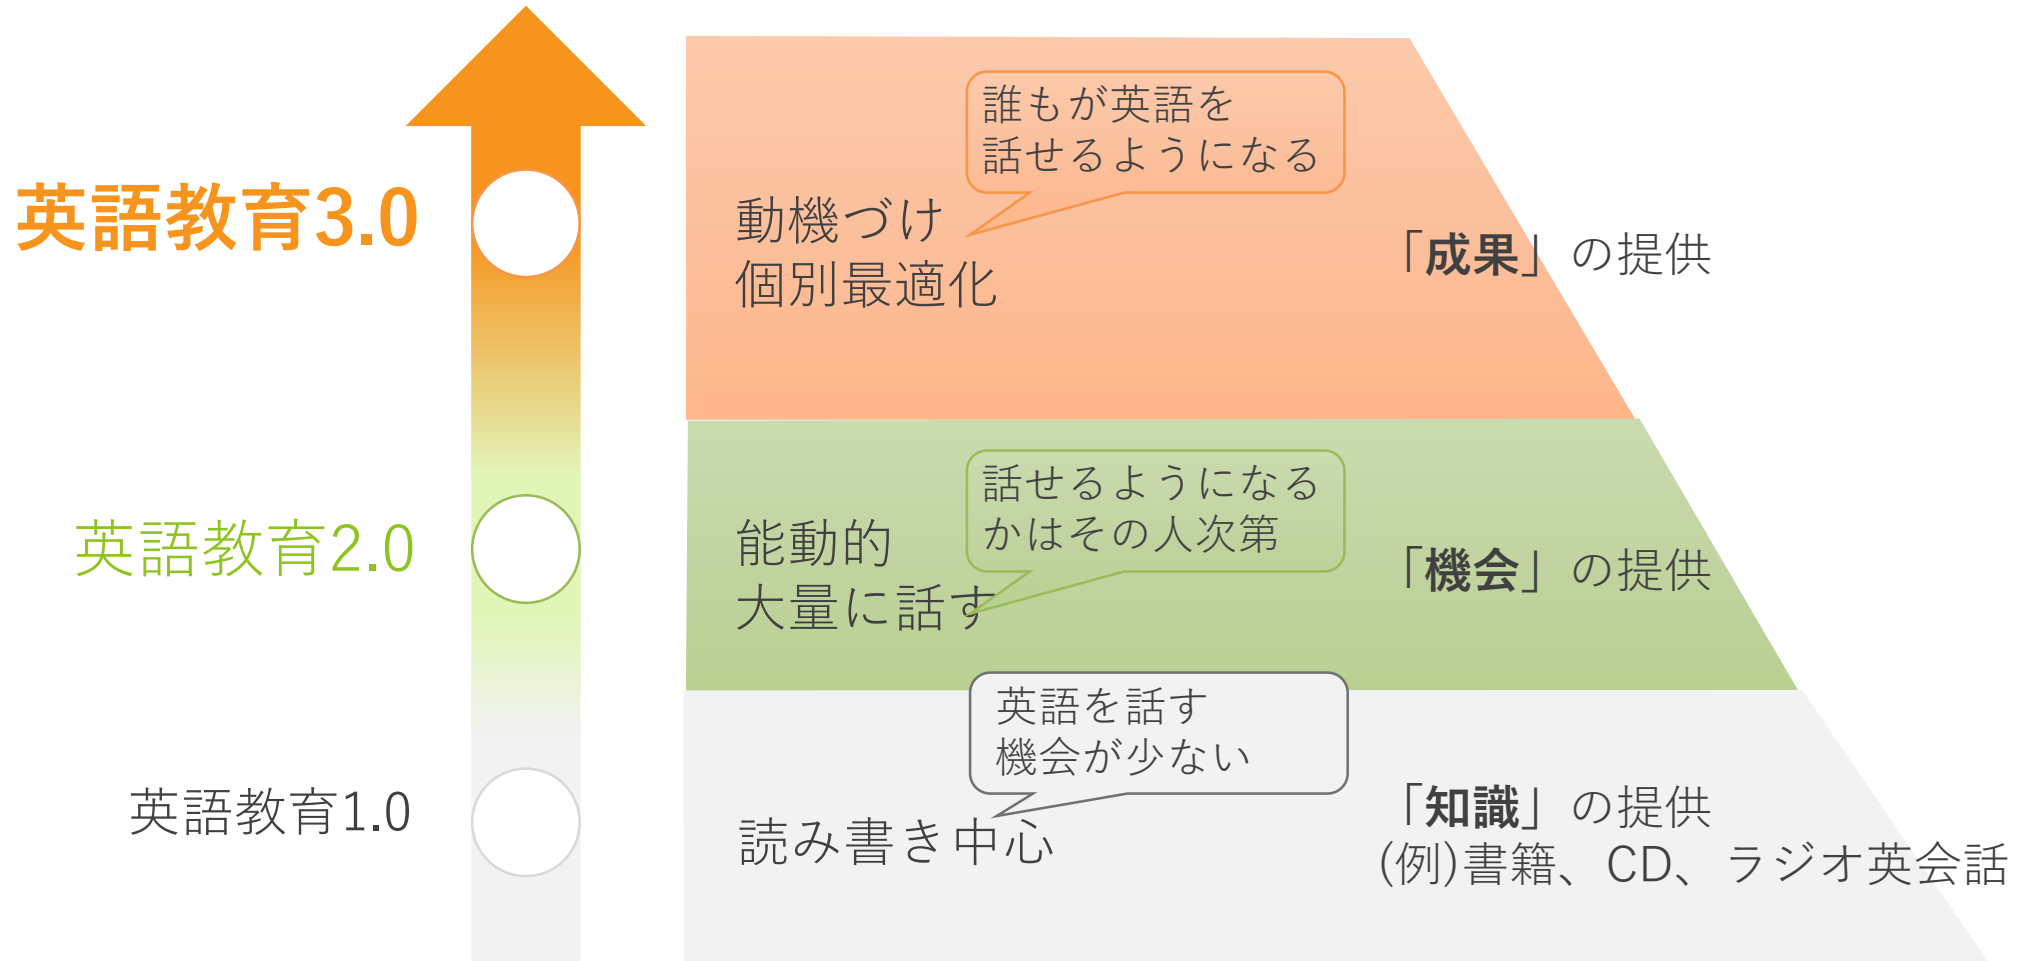 誰もが英語を
話せるようになる
英語教育3.0
動機づけ
個別最適化
「成果」の提供
話せるようになる
かはその人次第
英語教育2.0
能動的
大量に話す
「機会」の提供
英語を話す
機会が少ない
英語教育1.0
読み書き中心
「知識」の提供
(例)書籍、CD、ラジオ英会話